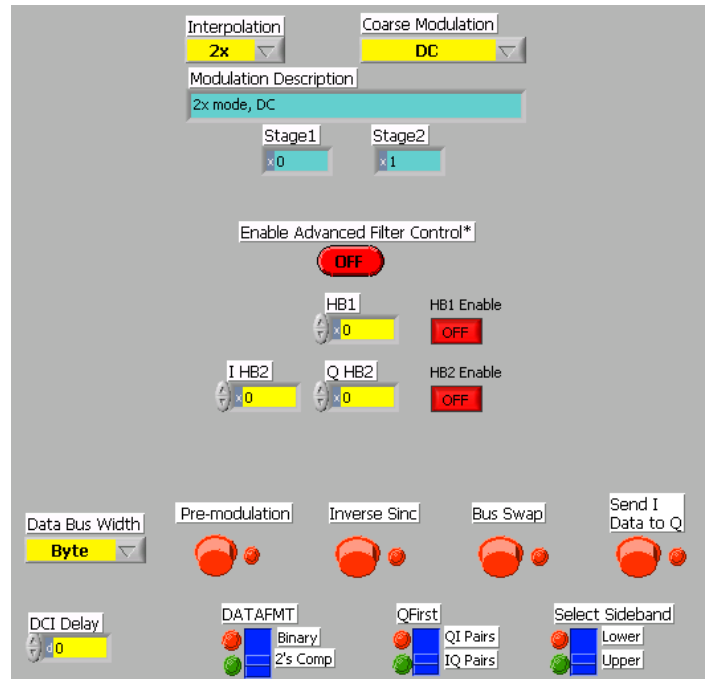 Interpolation Coarse Modulation
2x DC
Modulation Description
2x mode, DC
Stage1 Stage2
x 0 x 1
Enable Advanced Filter Control*
OFF
HB1 HB1 Enable
x 0 OFF
I HB2 Q HB2 HB2 Enable
x 0 x 0 OFF
Send I
Data Bus Width Pre-modulation Inverse Sinc Bus Swap Data to Q
Byte
DCI Delay DATAFMT QFirst Select Sideband
d 0 Binary QI Pairs Lower
2's Comp IQ Pairs Upper